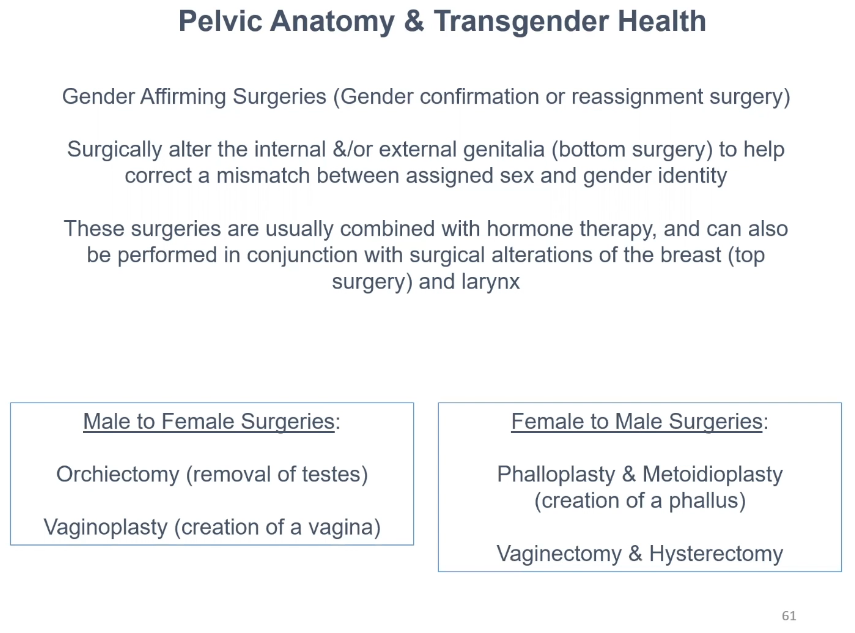 Pelvic Anatomy & Transgender Health
Gender Affirming Surgeries (Gender confirmation or reassignment surgery)
Surgically alter the internal &/or external genitalia (bottom surgery) to help
correct a mismatch between assigned sex and gender identity
These surgeries are usually combined with hormone therapy, and can also
be performed in conjunction with surgical alterations of the breast (top
surgery) and larynx
Male to Female Surgeries:
Orchiectomy (removal of testes)
Vaginoplasty (creation of a vagina)
Female to Male Surgeries:
Phalloplasty & Metoidioplasty
(creation of a phallus)
Vaginectomy & Hysterectomy
61